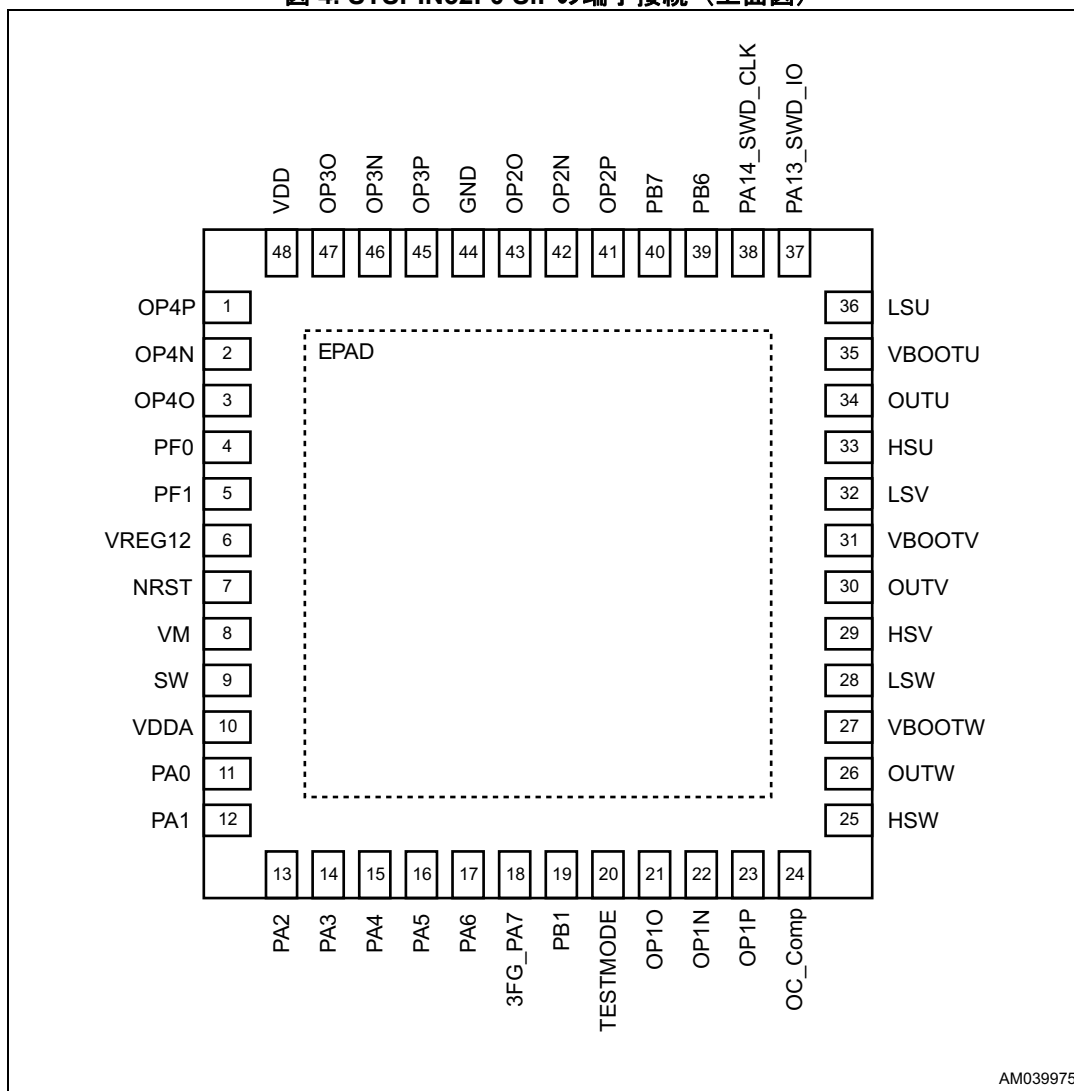 VDD
OP3O
OP3N
OP3P
GND
OP2O
OP2N
OP2P
PB7
PB6
PA14_SWD_CLK
PA13_SWD_IO
48
47
46
45
44
43
42
41
40
39
38
37
OP4P 1
OP4N 2
OP4O 3
PF0 4
PF1 5
VREG12 6
NRST 7
VM 8
SW 9
VDDA 10
PA0 11
PA1 12
EPAD
36 LSU
35 VBOOTU
34 OUTU
33 HSU
32 LSV
31 VBOOTV
30 OUTV
29 HSV
28 LSW
27 VBOOTW
26 OUTW
25 HSW
13
14
15
16
17
18
19
20
21
22
23
24
PA2
PA3
PA4
PA5
PA6
3FG_PA7
PB1
TESTMODE
OP1O
OP1N
OP1P
OC_Comp
AM039975